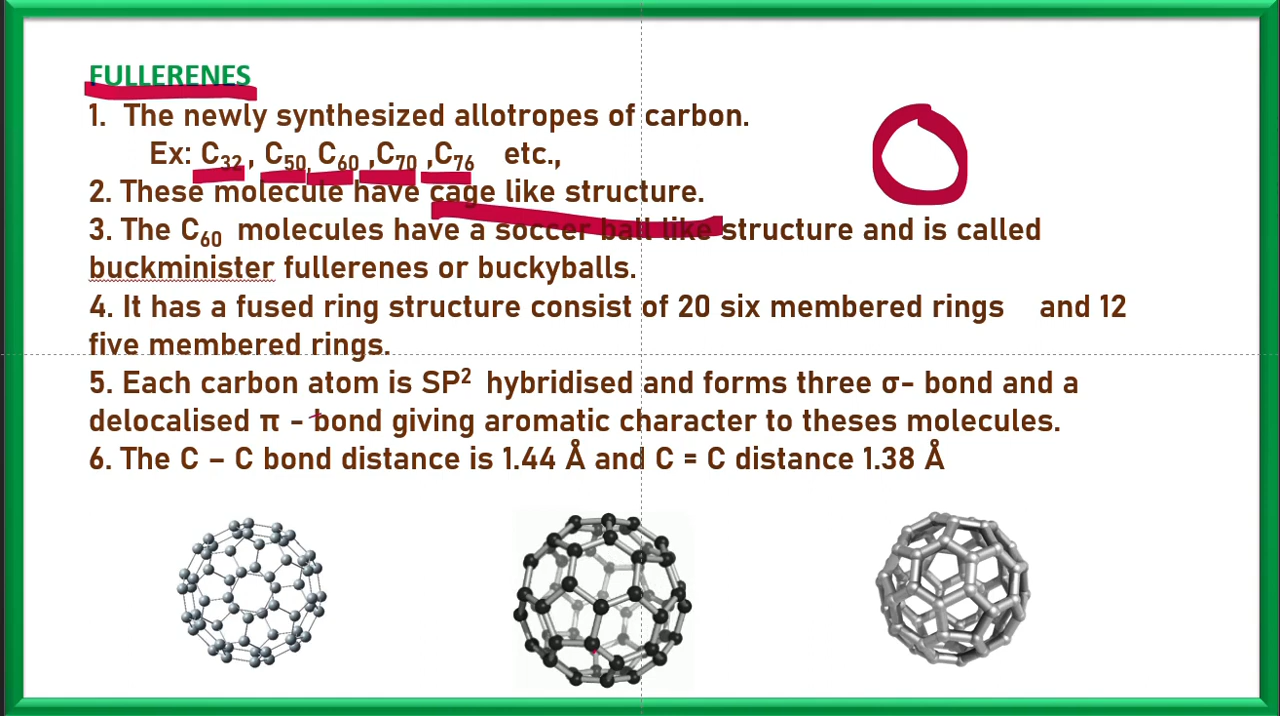 FULLERENES
1. The newly synthesized allotropes of carbon.
Ex: C₃₂ , C₅₀, C₆₀ ,C₇₀ ,C₇₆ etc.,
2. These molecule have cage like structure.
3. The C₆₀ molecules have a soccer ball like structure and is called
buckminister fullerenes or buckyballs.
4. It has a fused ring structure consist of 20 six membered rings and 12
five membered rings.
5. Each carbon atom is SP² hybridised and forms three σ- bond and a
delocalised π - bond giving aromatic character to theses molecules.
6. The C – C bond distance is 1.44 Å and C = C distance 1.38 Å